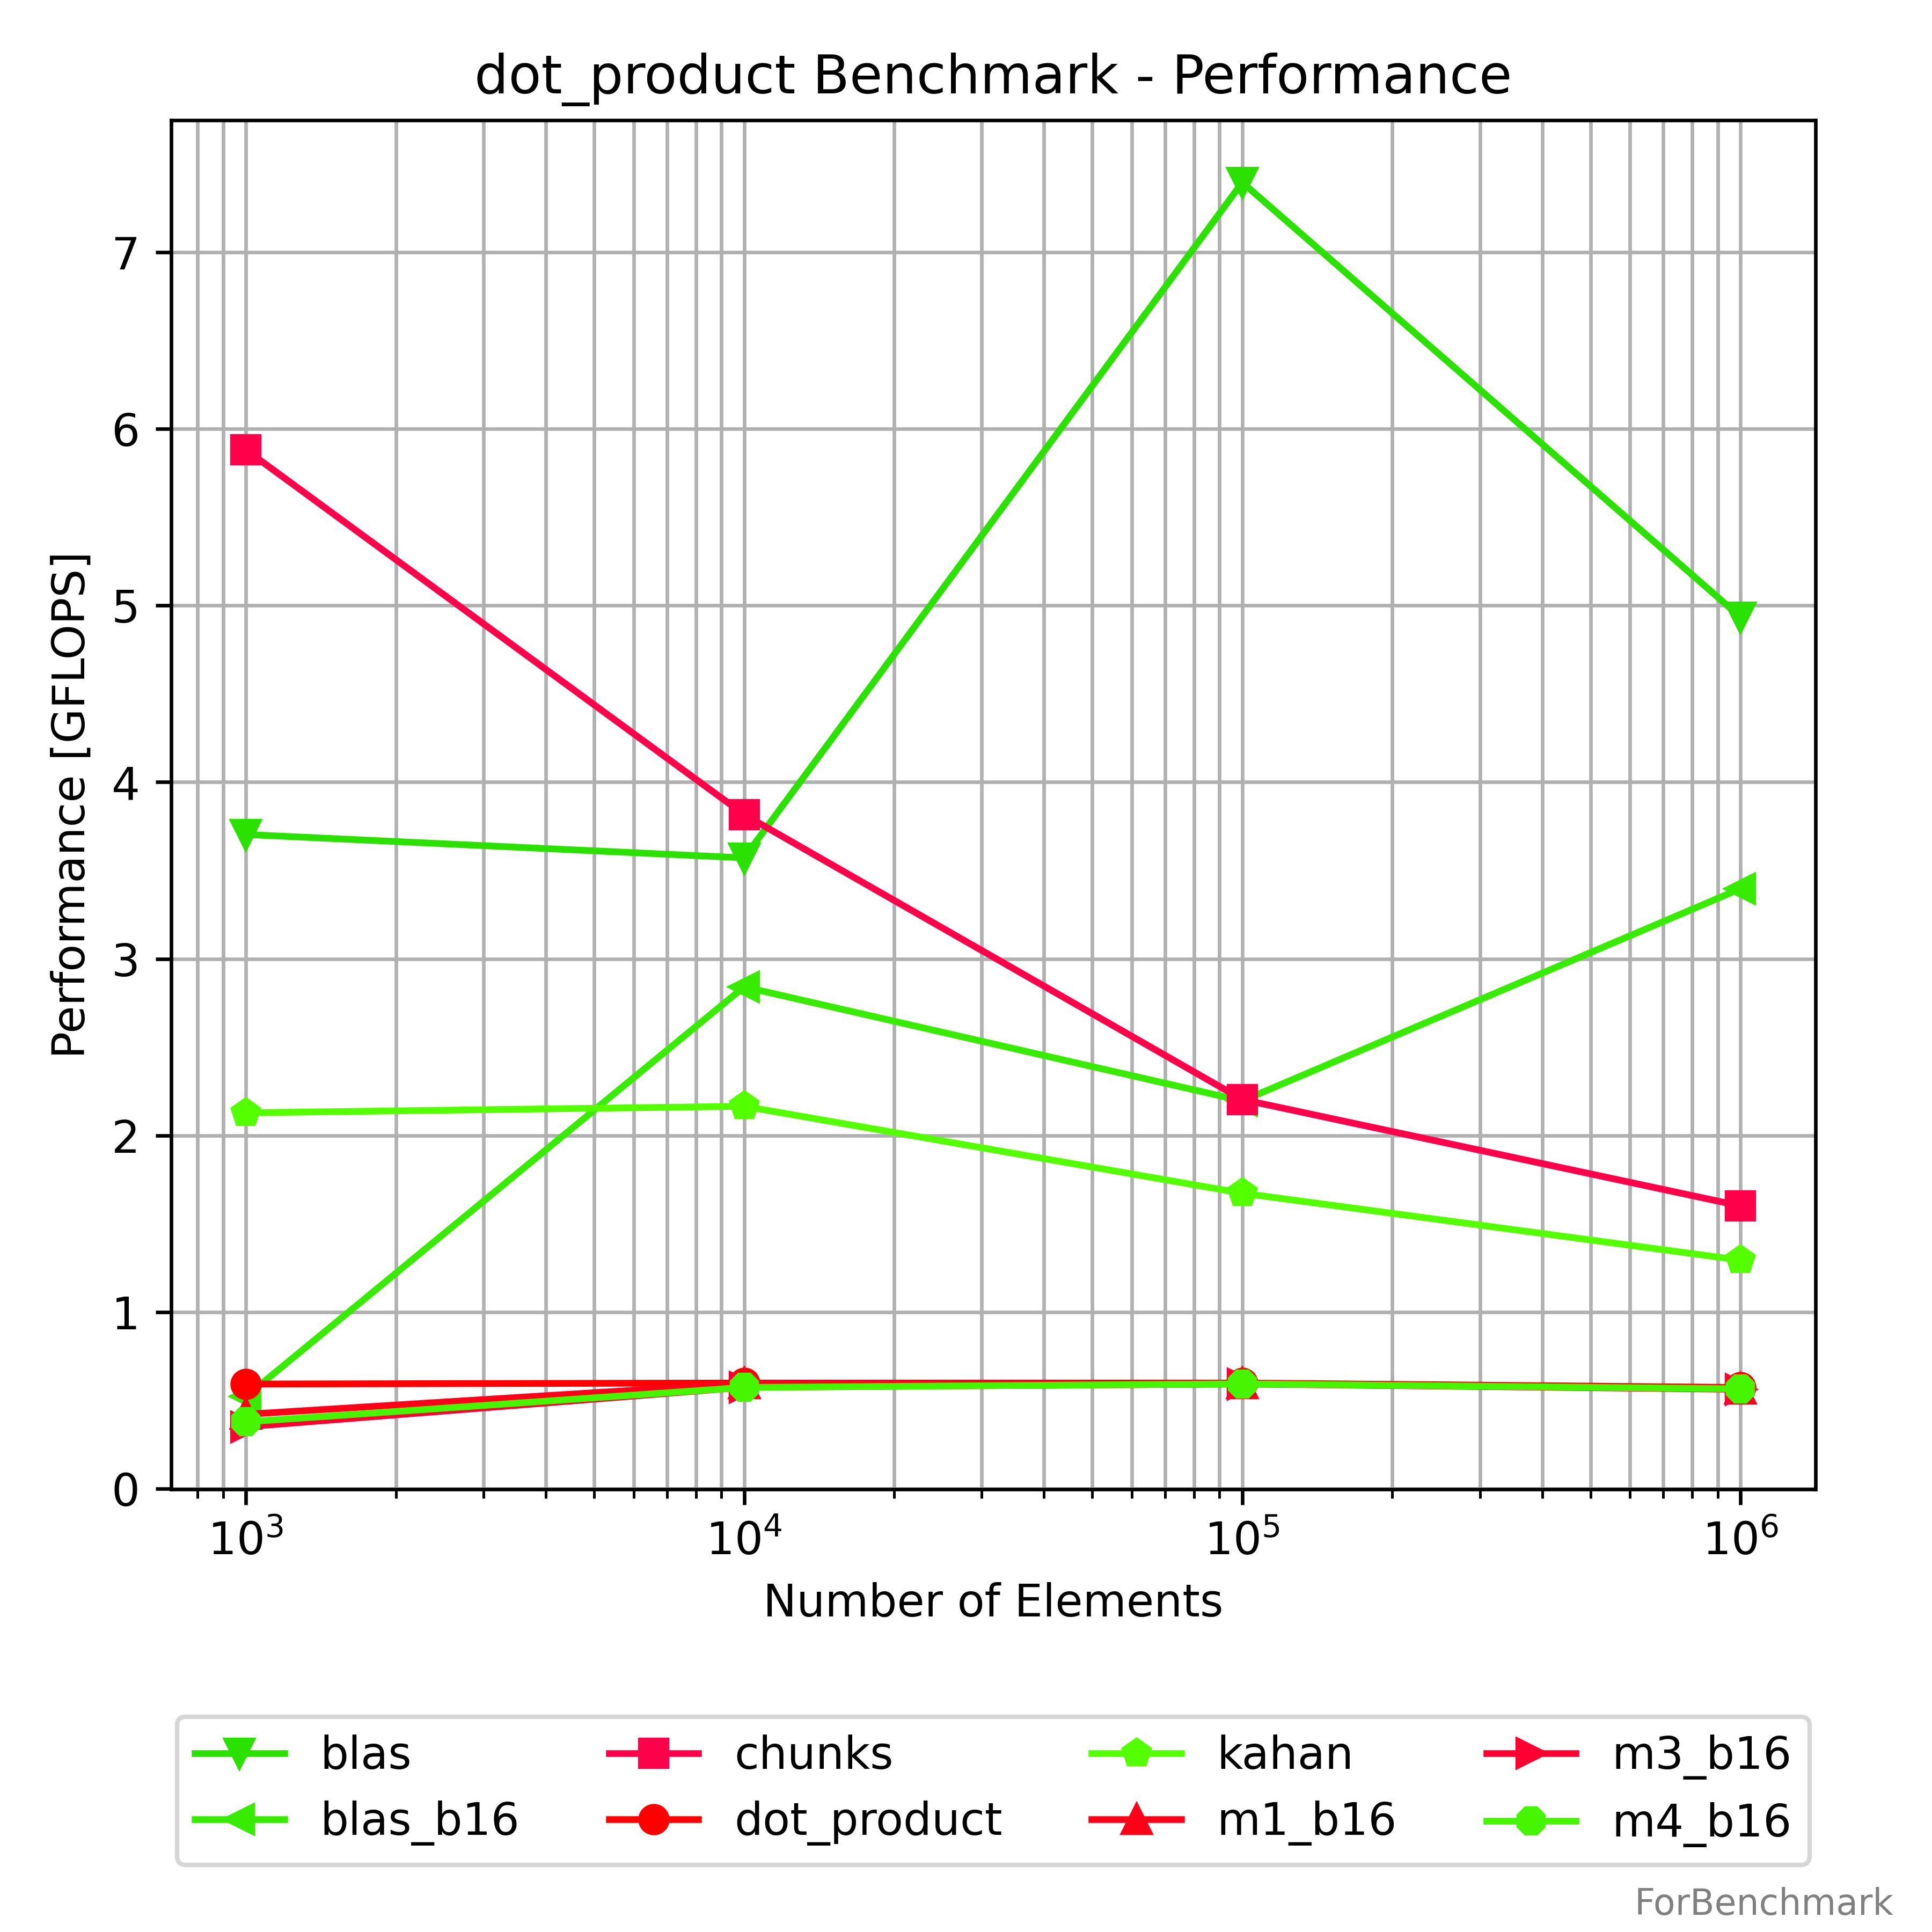 dot_product Benchmark - Performance
Performance [GFLOPS]
7
6
5
4
3
2
1
0
10³ 10⁴ 10⁵ 10⁶
Number of Elements
blas chunks kahan m3_b16
blas_b16 dot_product m1_b16 m4_b16
ForBenchmark